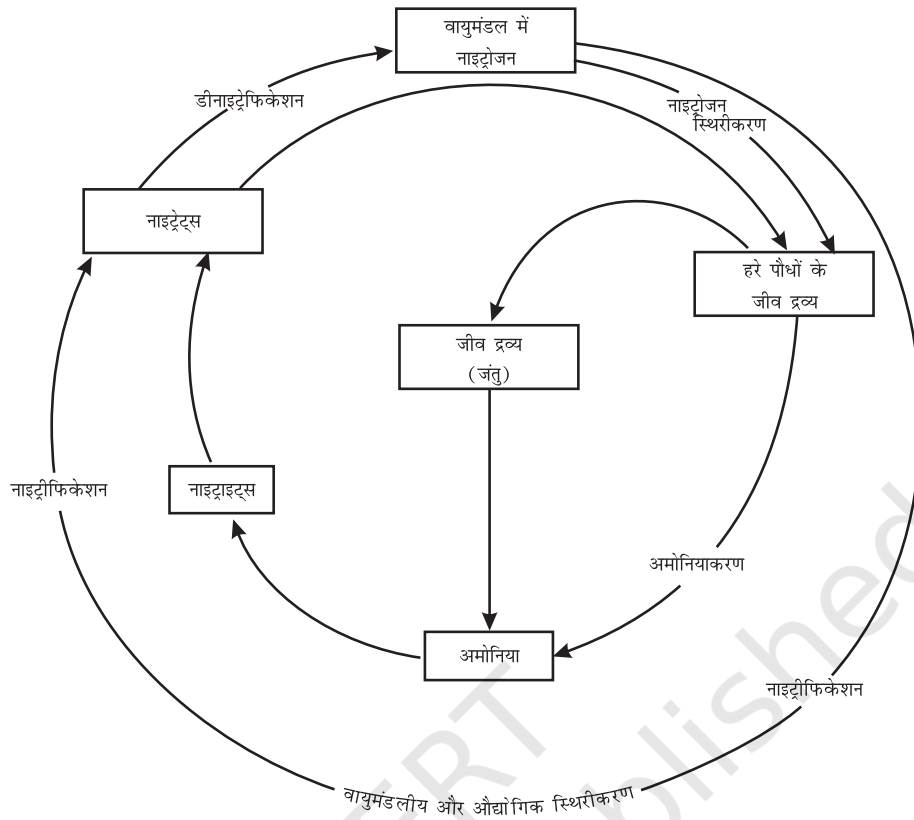 वायुमंडल में
नाइट्रोजन
डीनाइट्रेफिकेशन
नाइट्रोजन
स्थिरीकरण
नाइट्रेट्स
हरे पौधों के
जीव द्रव्य
जीव द्रव्य
(जंतु)
नाइट्रीफिकेशन
नाइट्राइट्स
अमोनियाकरण
अमोनिया
नाइट्रीफिकेशन
वायुमंडलीय और औद्योगिक स्थिरीकरण